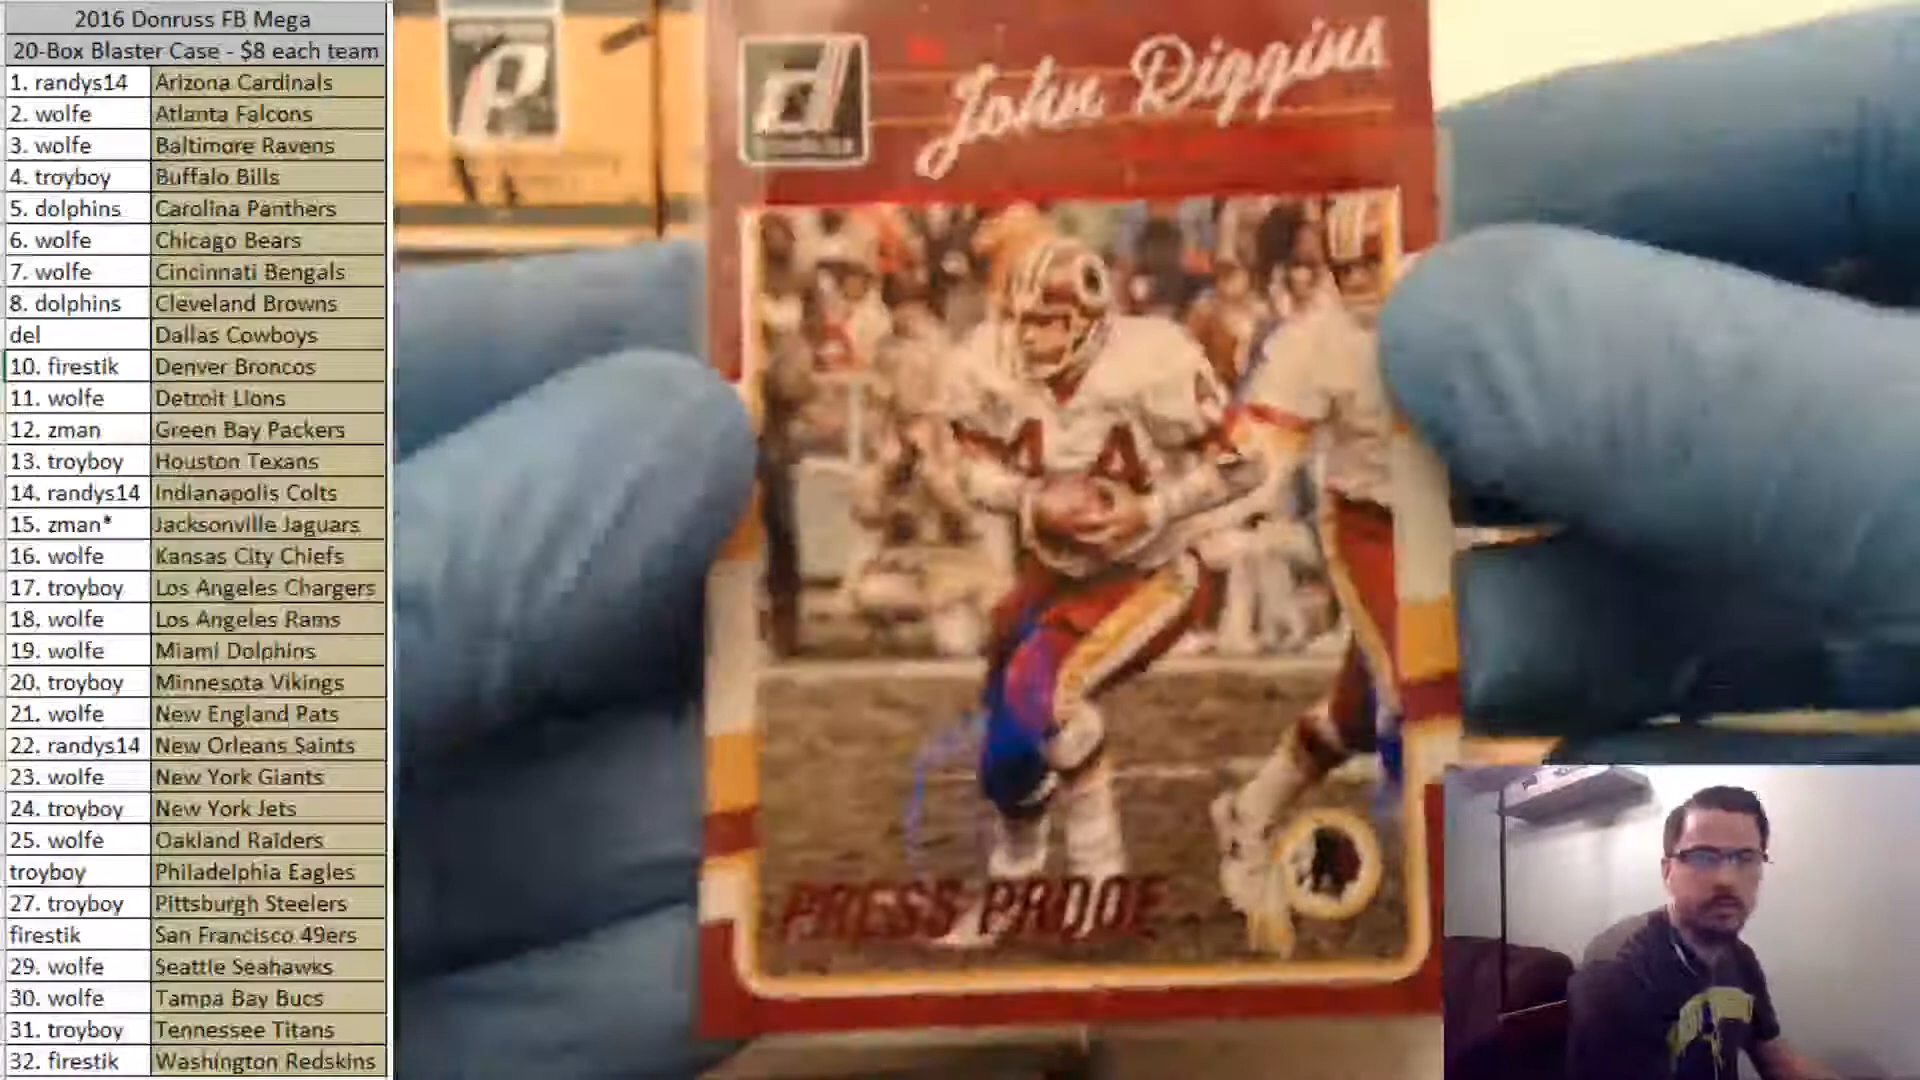 2016 Donruss FB Mega
20-Box Blaster Case - $8 each team
1. randys14 Arizona Cardinals
2. wolfe Atlanta Falcons
3. wolfe Baltimore Ravens
4. troyboy Buffalo Bills
5. dolphins Carolina Panthers
6. wolfe Chicago Bears
7. wolfe Cincinnati Bengals
8. dolphins Cleveland Browns
del Dallas Cowboys
10. firestik Denver Broncos
11. wolfe Detroit Lions
12. zman Green Bay Packers
13. troyboy Houston Texans
14. randys14 Indianapolis Colts
15. zman* Jacksonville Jaguars
16. wolfe Kansas City Chiefs
17. troyboy Los Angeles Chargers
18. wolfe Los Angeles Rams
19. wolfe Miami Dolphins
20. troyboy Minnesota Vikings
21. wolfe New England Pats
22. randys14 New Orleans Saints
23. wolfe New York Giants
24. troyboy New York Jets
25. wolfe Oakland Raiders
troyboy Philadelphia Eagles
27. troyboy Pittsburgh Steelers
firestik San Francisco 49ers
29. wolfe Seattle Seahawks
30. wolfe Tampa Bay Bucs
31. troyboy Tennessee Titans
32. firestik Washington Redskins
P
d
John Riggins
44
PRESS PROOF